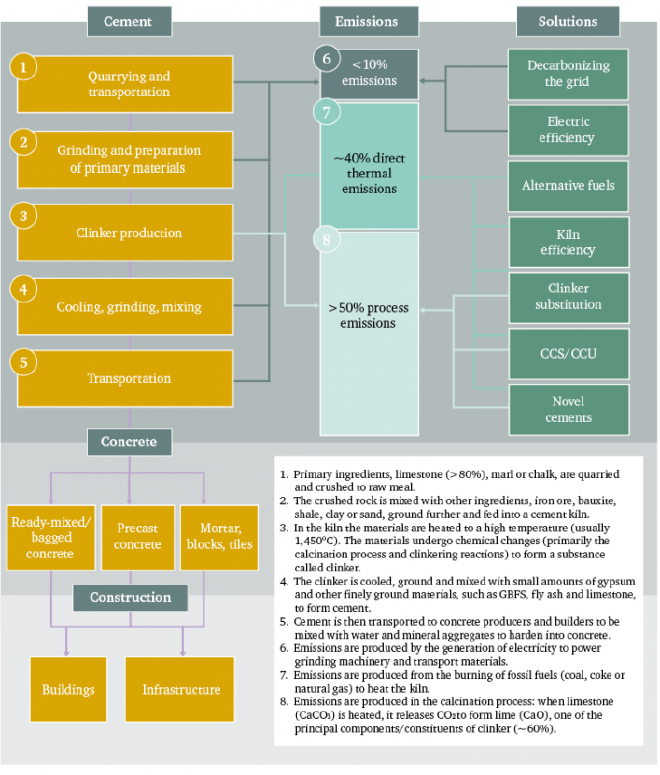 Cement
Emissions
Solutions
1
Quarrying and
transportation
2
Grinding and preparation
of primary materials
3
Clinker production
4
Cooling, grinding, mixing
5
Transportation
6
<10%
emissions
7
~40% direct
thermal
emissions
8
>50% process
emissions
Decarbonizing
the grid
Electric
efficiency
Alternative fuels
Kiln
efficiency
Clinker
substitution
CCS/CCU
Novel
cements
Concrete
Ready-mixed/
bagged
concrete
Precast
concrete
Mortar,
blocks, tiles
Construction
Buildings
Infrastructure
1. Primary ingredients, limestone (>80%), marl or chalk, are quarried
and crushed to raw meal.
2. The crushed rock is mixed with other ingredients, iron ore, bauxite,
shale, clay or sand, ground further and fed into a cement kiln.
3. In the kiln the materials are heated to a high temperature (usually
1,450ºC). The materials undergo chemical changes (primarily the
calcination process and clinkering reactions) to form a substance
called clinker.
4. The clinker is cooled, ground and mixed with small amounts of gypsum
and other finely ground materials, such as GBFS, fly ash and limestone,
to form cement.
5. Cement is then transported to concrete producers and builders to be
mixed with water and mineral aggregates to harden into concrete.
6. Emissions are produced by the generation of electricity to power
grinding machinery and transport materials.
7. Emissions are produced from the burning of fossil fuels (coal, coke or
natural gas) to heat the kiln.
8. Emissions are produced in the calcination process: when limestone
(CaCO₃) is heated, it releases CO₂to form lime (CaO), one of the
principal components/constituents of clinker (~60%).